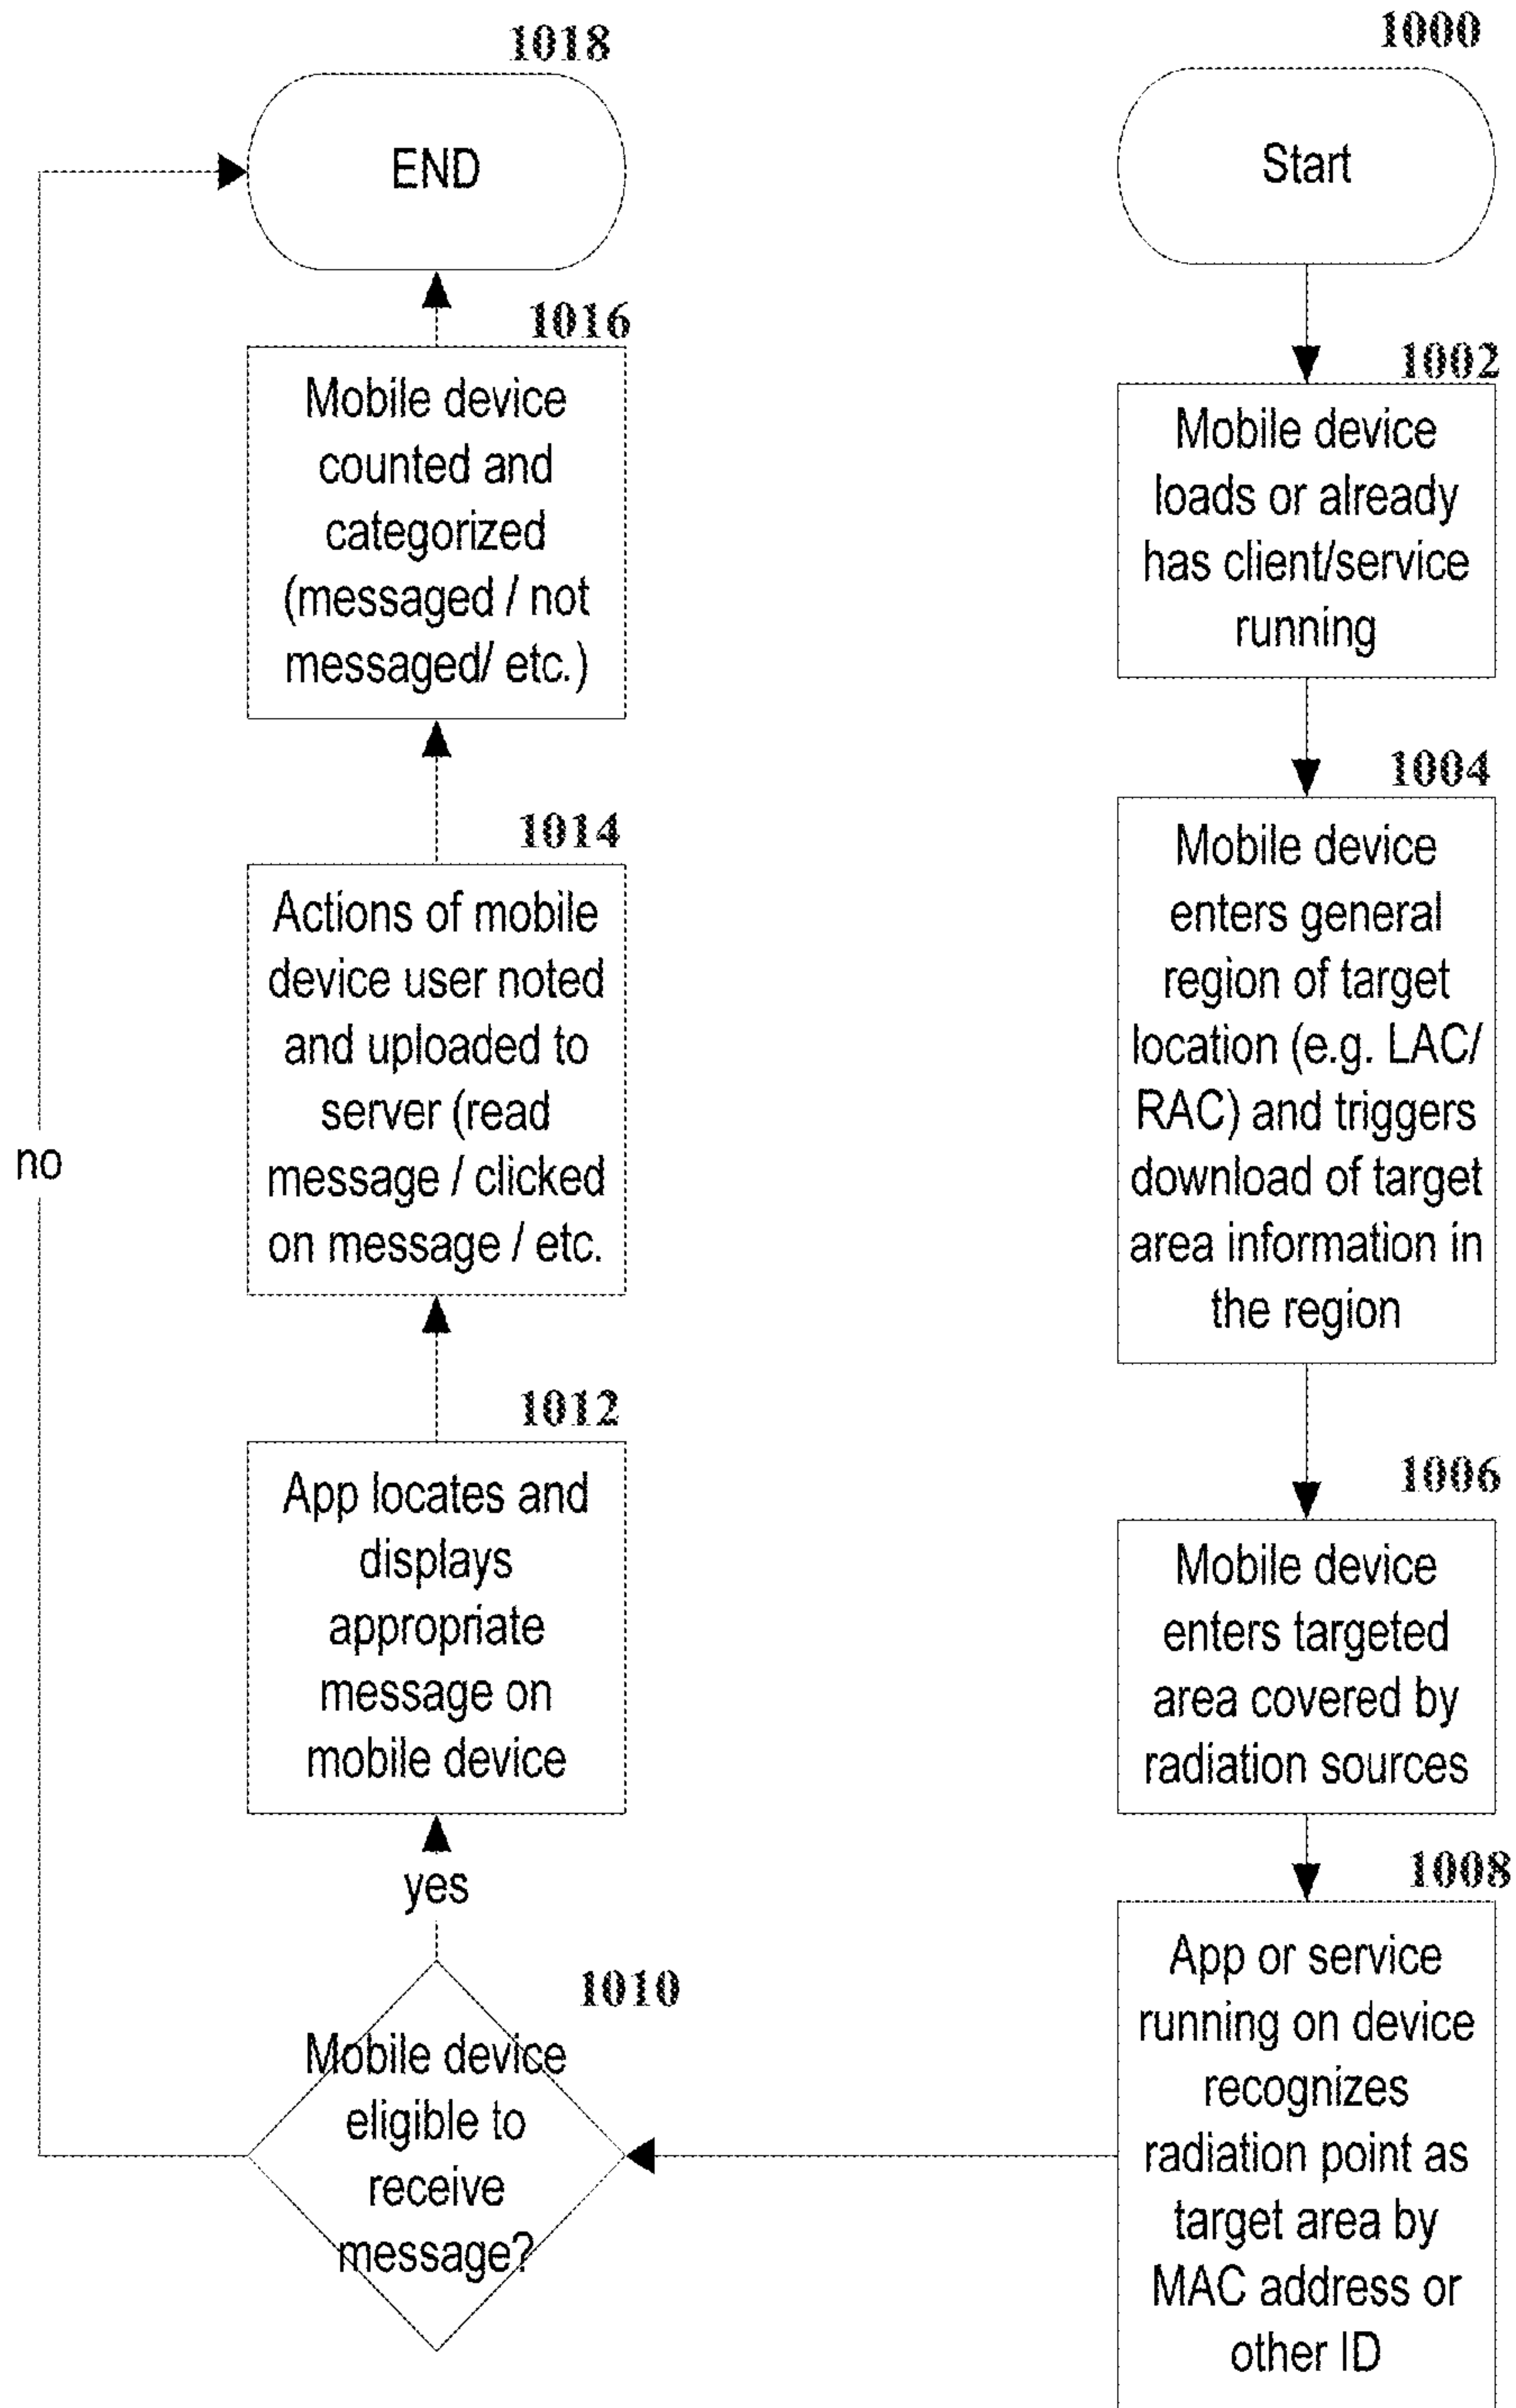 1000
Start
1002
Mobile device
loads or already
has client/service
running
1004
Mobile device
enters general
region of target
location (e.g. LAC/
RAC) and triggers
download of target
area information in
the region
1006
Mobile device
enters targeted
area covered by
radiation sources
1008
App or service
running on device
recognizes
radiation point as
target area by
MAC address or
other ID
1010
Mobile device
eligible to
receive
message?
yes
no
1012
App locates and
displays
appropriate
message on
mobile device
1014
Actions of mobile
device user noted
and uploaded to
server (read
message / clicked
on message / etc.
1016
Mobile device
counted and
categorized
(messaged / not
messaged/ etc.)
1018
END